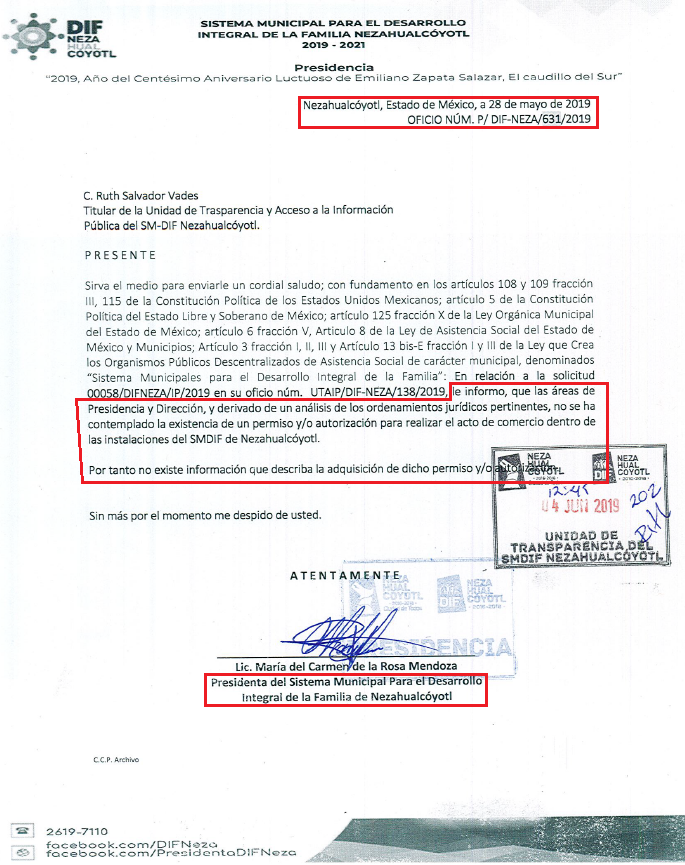 DIF
NEZA
HUAL
CÓYOTL
SISTEMA MUNICIPAL PARA EL DESARROLLO
INTEGRAL DE LA FAMILIA NEZAHUALCÓYOTL
2019 - 2021
Presidencia
“2019, Año del Centésimo Aniversario Luctuoso de Emiliano Zapata Salazar, El caudillo del Sur”
Nezahualcóyotl, Estado de México, a 28 de mayo de 2019
OFICIO NÚM. P/ DIF-NEZA/631/2019
C. Ruth Salvador Vades
Titular de la Unidad de Trasparencia y Acceso a la Información
Pública del SM-DIF Nezahualcóyotl.
P R E S E N T E
Sirva el medio para enviarle un cordial saludo; con fundamento en los artículos 108 y 109 fracción
III, 115 de la Constitución Política de los Estados Unidos Mexicanos; artículo 5 de la Constitución
Política del Estado Libre y Soberano de México; artículo 125 fracción X de la Ley Orgánica Municipal
del Estado de México; artículo 6 fracción V, Articulo 8 de la Ley de Asistencia Social del Estado de
México y Municipios; Artículo 3 fracción I, II, III y Artículo 13 bis-E fracción I y III de la Ley que Crea
los Organismos Públicos Descentralizados de Asistencia Social de carácter municipal, denominados
“Sistema Municipales para el Desarrollo Integral de la Familia”: En relación a la solicitud
00058/DIFNEZA/IP/2019 en su oficio núm. UTAIP/DIF-NEZA/138/2019, le informo, que las áreas de
Presidencia y Dirección, y derivado de un análisis de los ordenamientos jurídicos pertinentes, no se ha
contemplado la existencia de un permiso y/o autorización para realizar el acto de comercio dentro de
las instalaciones del SMDIF de Nezahualcóyotl.
Por tanto no existe información que describa la adquisición de dicho permiso y/o autorización.
NEZA
HUAL
CÓYOTL
NEZA
HUAL
CÓYOTL
12:45
04 JUN 2019
202
UNIDAD DE
TRANSPARENCIA DEL
SMDIF NEZAHUALCÓYOTL
Sin más por el momento me despido de usted.
A T E N T A M E N T E
NEZA
HUAL
CÓYOTL
DIF
NEZA
HUAL
CÓYOTL
PRESIDENCIA
Lic. María del Carmen de la Rosa Mendoza
Presidenta del Sistema Municipal Para el Desarrollo
Integral de la Familia de Nezahualcóyotl
C.C.P. Archivo
2619-7110
facebook.com/DIFNeza
facebook.com/PresidentaDIFNeza